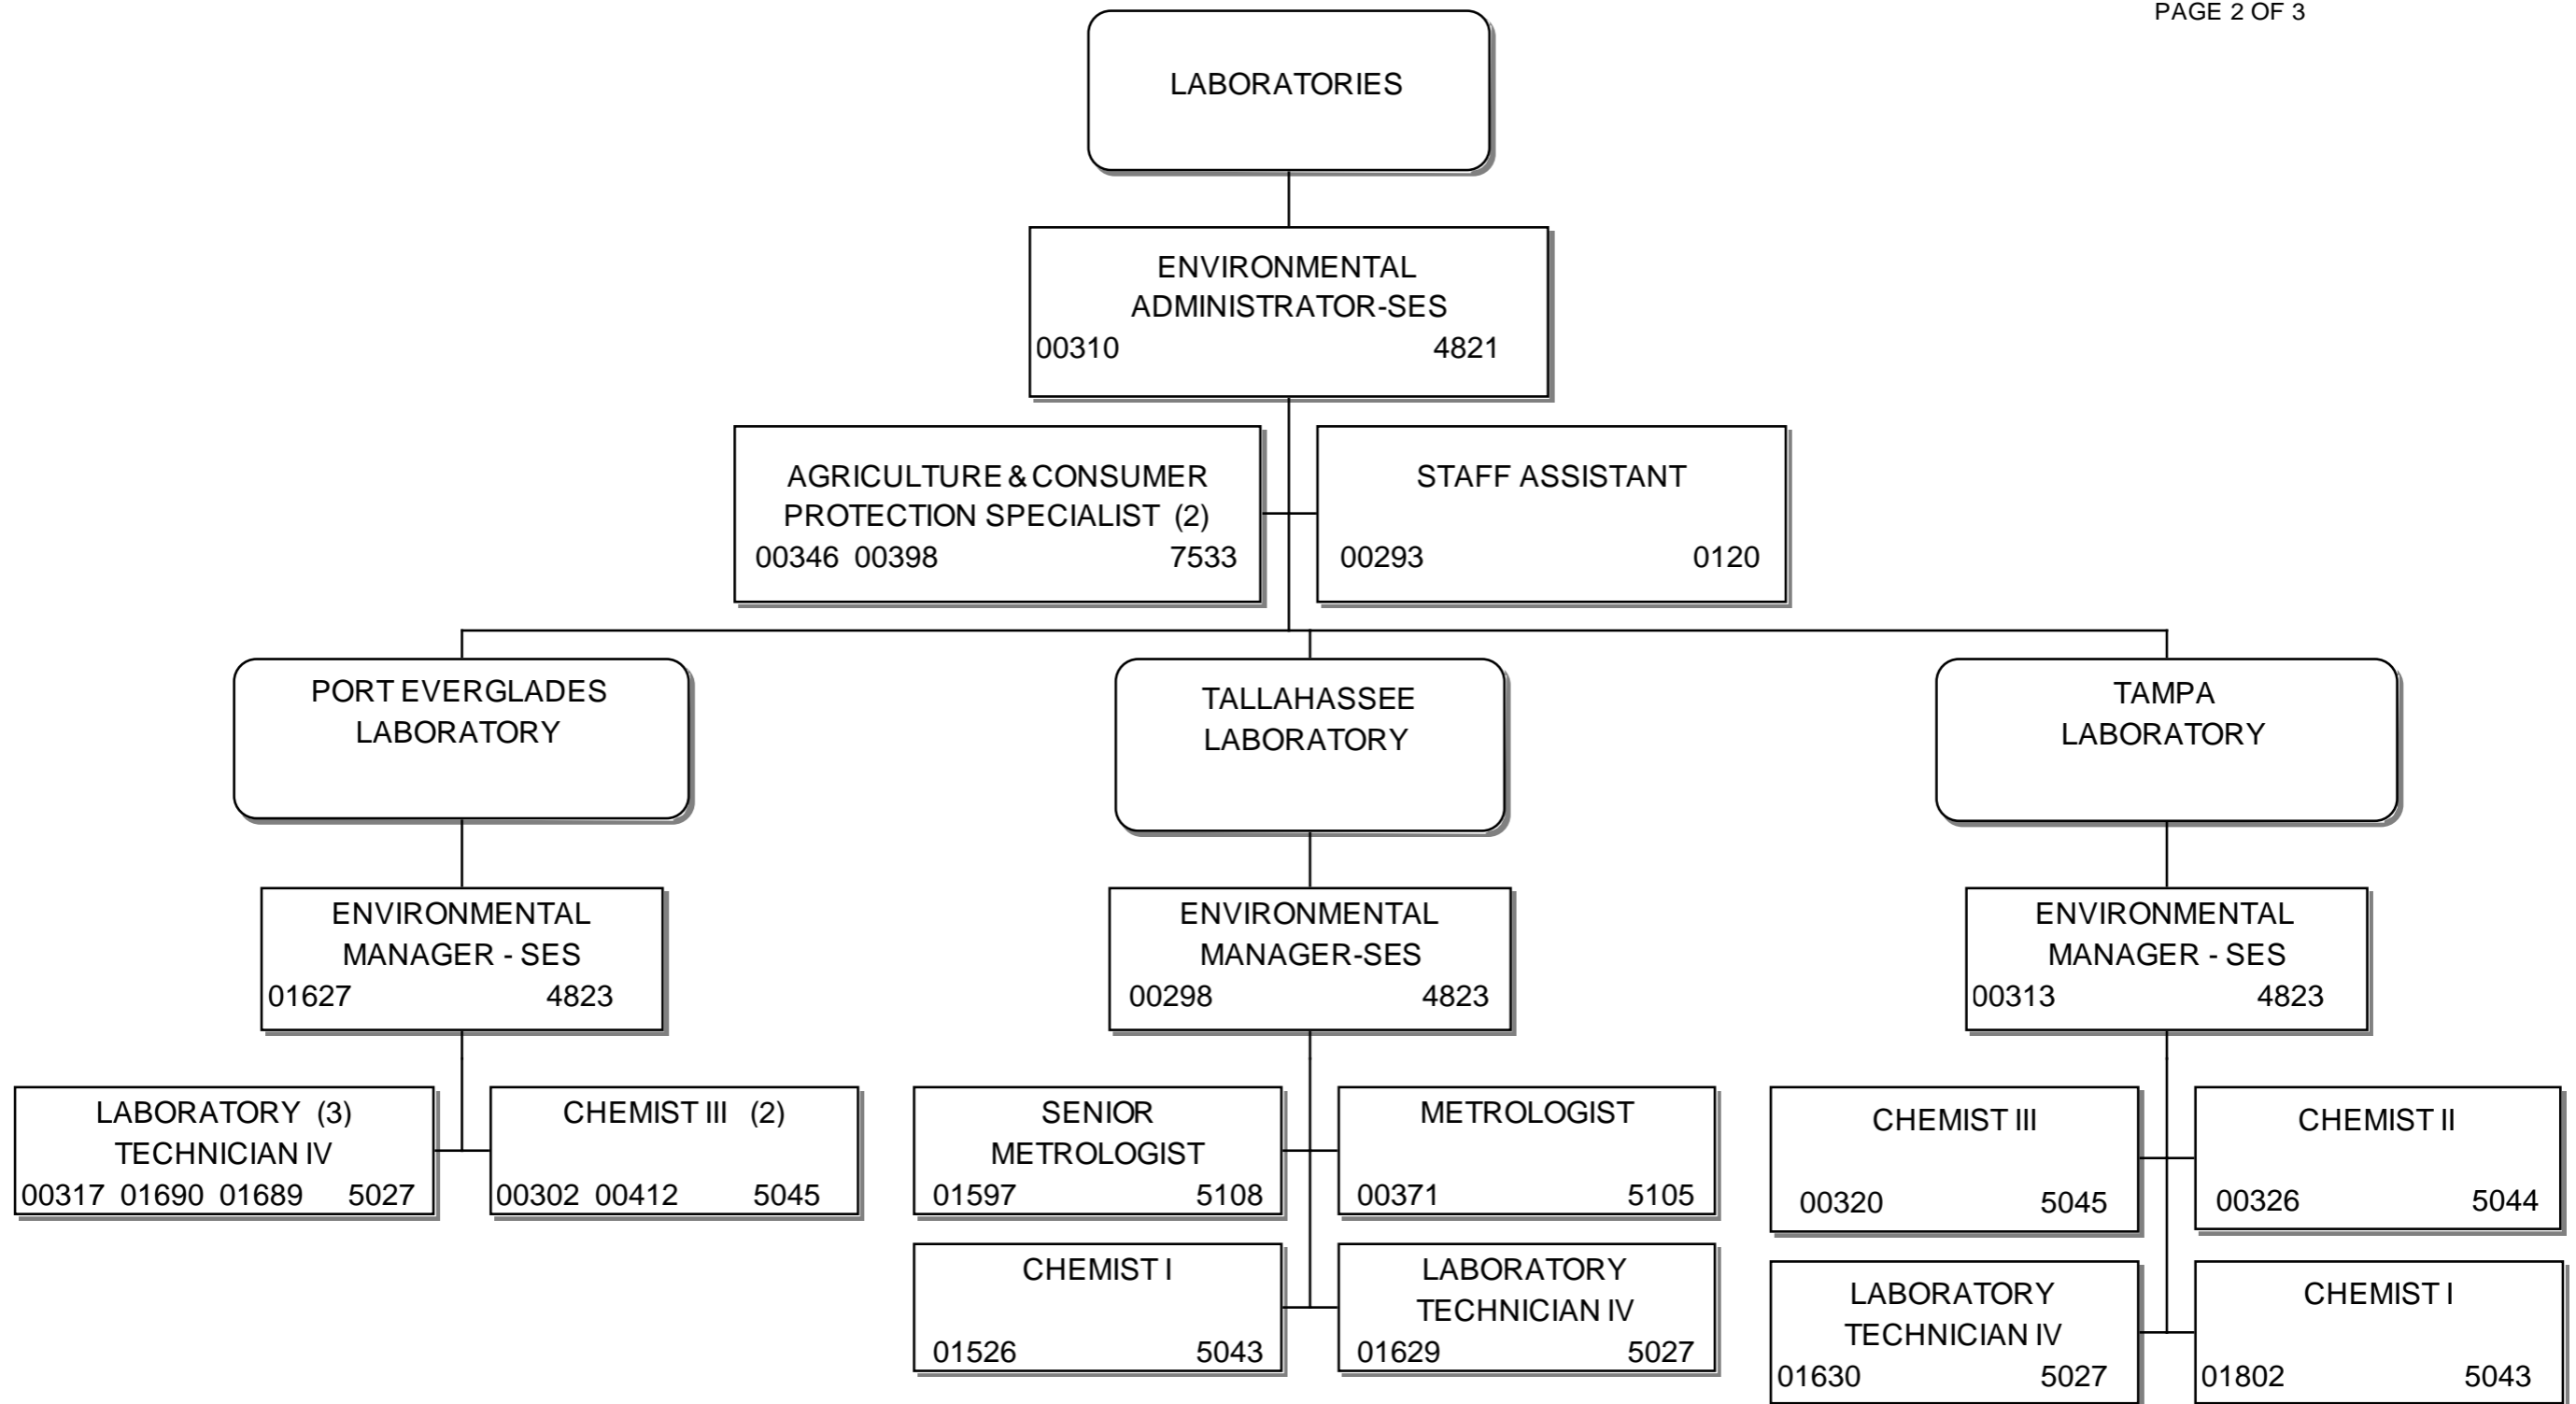 PAGE 2 OF 3
LABORATORIES
ENVIRONMENTAL
ADMINISTRATOR-SES
00310 4821
AGRICULTURE & CONSUMER
PROTECTION SPECIALIST (2)
00346 00398 7533
STAFF ASSISTANT
00293 0120
PORT EVERGLADES
LABORATORY
TALLAHASSEE
LABORATORY
TAMPA
LABORATORY
ENVIRONMENTAL
MANAGER - SES
01627 4823
ENVIRONMENTAL
MANAGER-SES
00298 4823
ENVIRONMENTAL
MANAGER - SES
00313 4823
LABORATORY (3)
TECHNICIAN IV
00317 01690 01689 5027
CHEMIST III (2)
00302 00412 5045
SENIOR
METROLOGIST
01597 5108
METROLOGIST
00371 5105
CHEMIST I
01526 5043
LABORATORY
TECHNICIAN IV
01629 5027
CHEMIST III
00320 5045
CHEMIST II
00326 5044
LABORATORY
TECHNICIAN IV
01630 5027
CHEMIST I
01802 5043